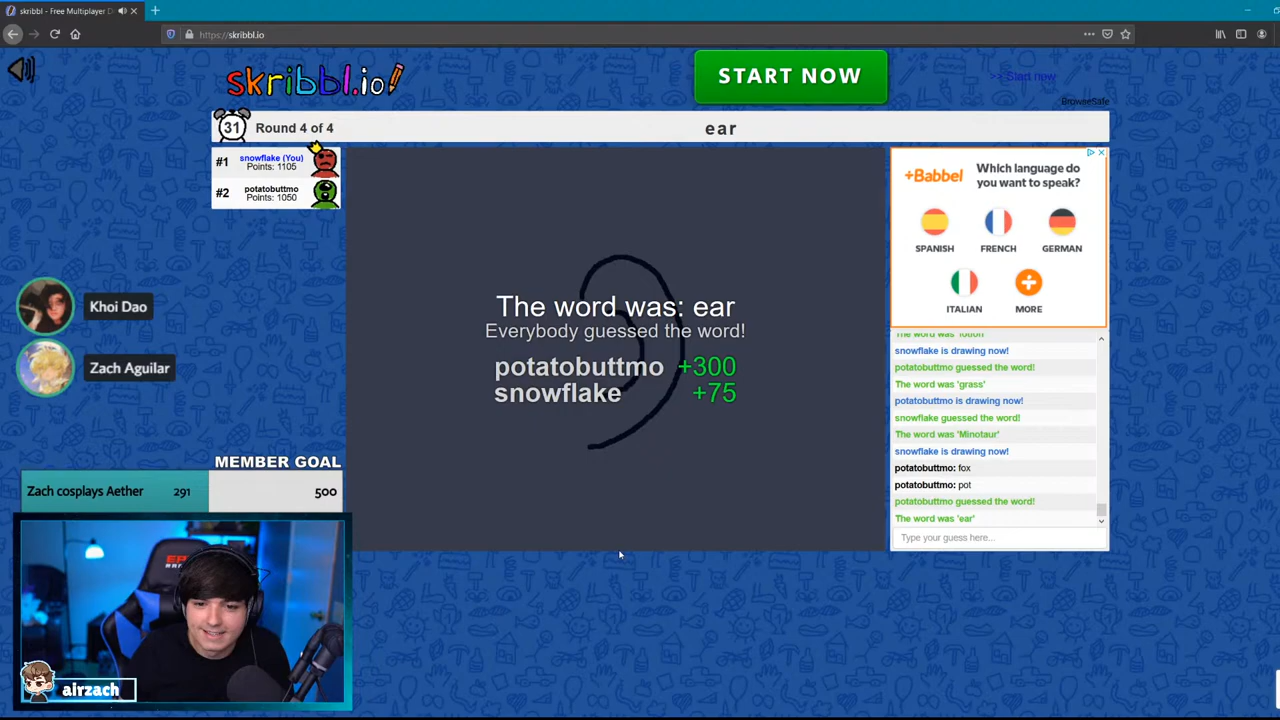 skribbl - Free Multiplayer D
https://skribbl.io
skribbl.io
START NOW
>> Start now
BrowseSafe
31
Round 4 of 4
ear
#1
snowflake (You)
Points: 1105
#2
potatobuttmo
Points: 1050
The word was: ear
Everybody guessed the word!
potatobuttmo +300
snowflake +75
+Babbel
Which language do
you want to speak?
SPANISH
FRENCH
GERMAN
ITALIAN
MORE
snowflake is drawing now!
potatobuttmo guessed the word!
The word was 'grass'
potatobuttmo is drawing now!
snowflake guessed the word!
The word was 'Minotaur'
snowflake is drawing now!
potatobuttmo: fox
potatobuttmo: pot
potatobuttmo guessed the word!
The word was 'ear'
Type your guess here...
Khoi Dao
Zach Aguilar
MEMBER GOAL
Zach cosplays Aether 291
500
airzach